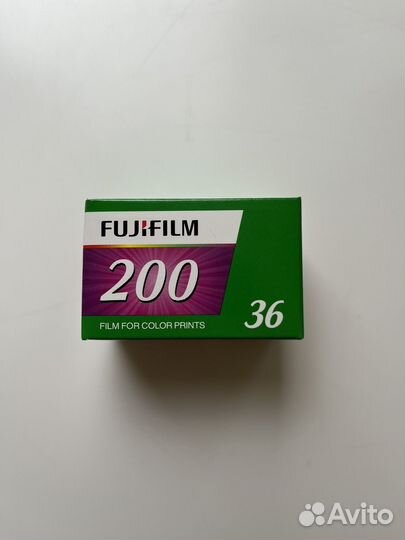 FUJIFILM
200
FILM FOR COLOR PRINTS
36
Avito